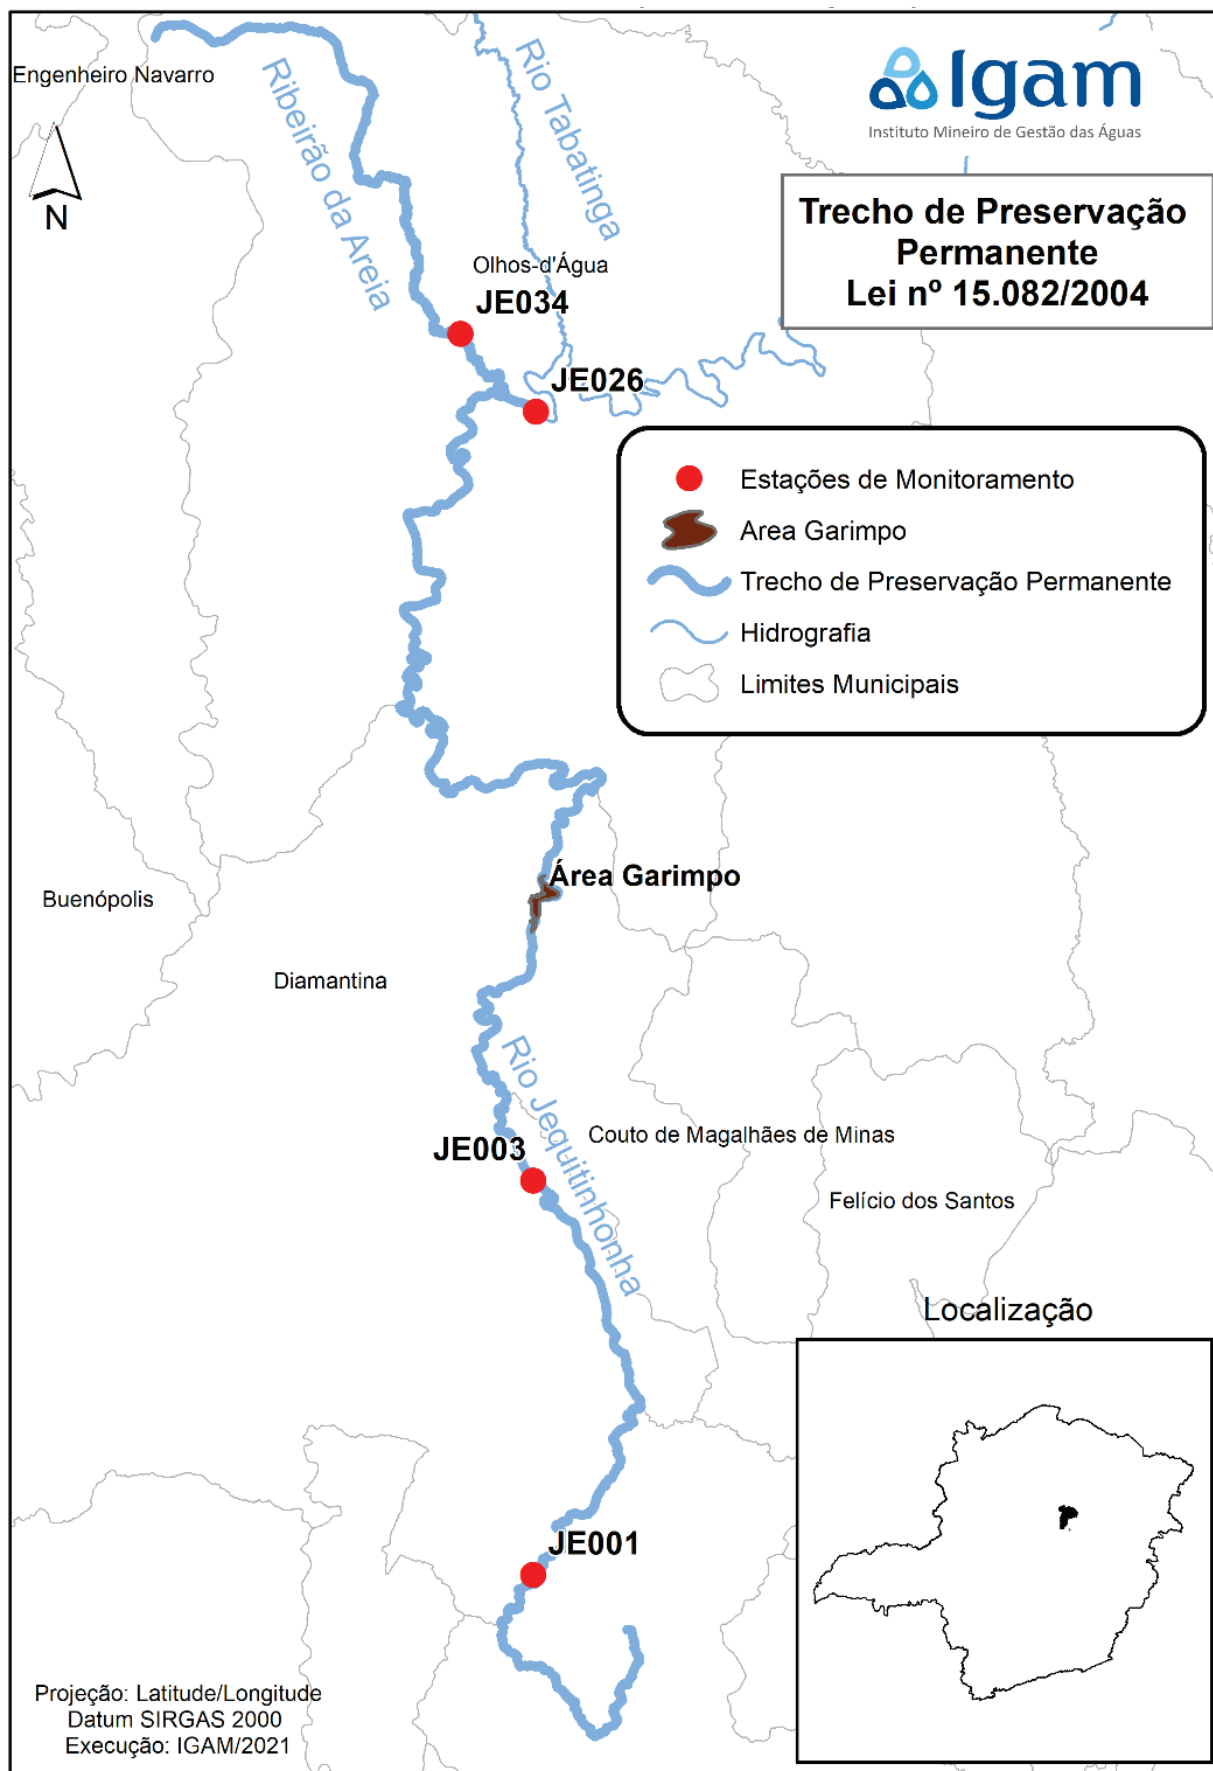 Engenheiro Navarro
Ribeirão da Areia
Rio Tabatinga
Igam
Instituto Mineiro de Gestão das Águas
N
Trecho de Preservação
Permanente
Lei nº 15.082/2004
Olhos-d'Água
JE034
JE026
Estações de Monitoramento
Area Garimpo
Trecho de Preservação Permanente
Hidrografia
Limites Municipais
Área Garimpo
Buenópolis
Diamantina
Rio Jequitinhonha
JE003
Couto de Magalhães de Minas
Felício dos Santos
Localização
JE001
Projeção: Latitude/Longitude
Datum SIRGAS 2000
Execução: IGAM/2021